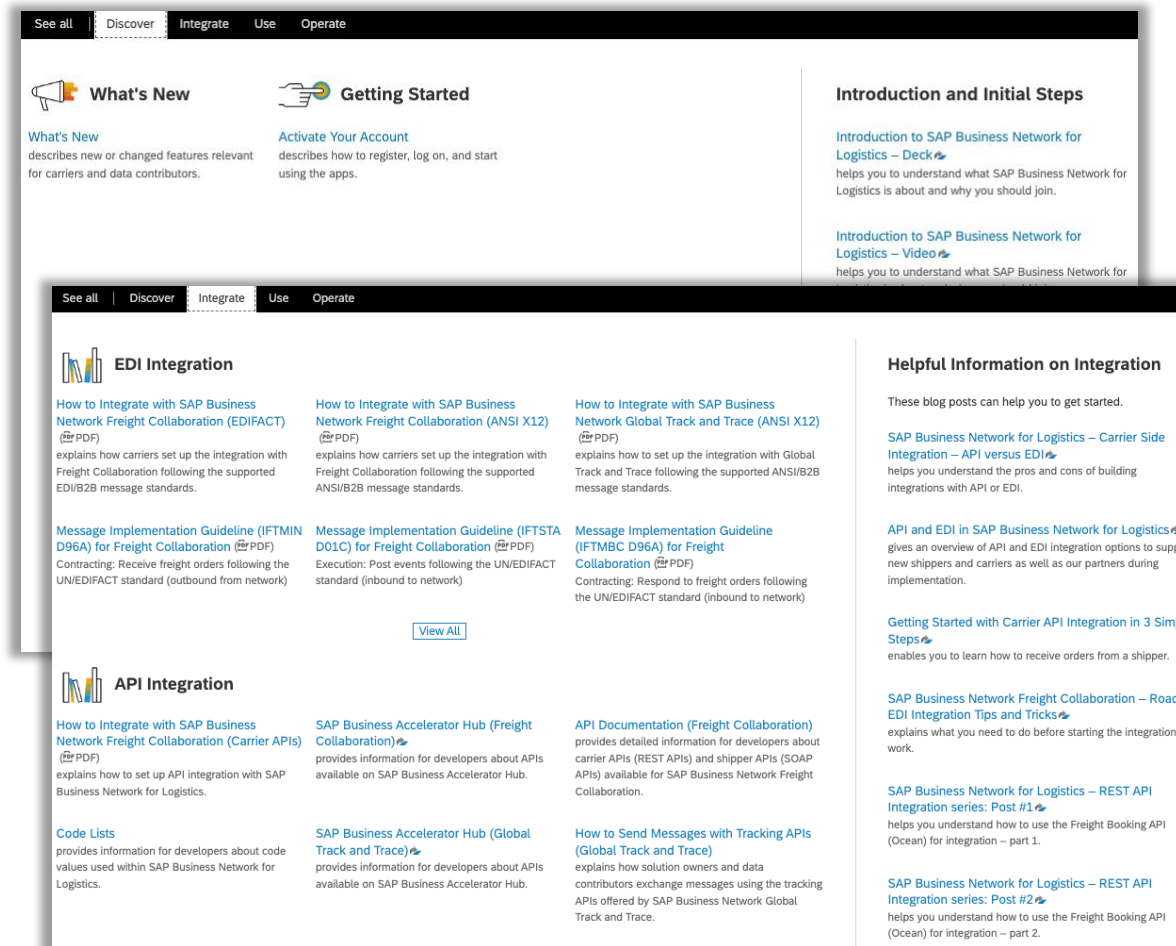 See all | Discover Integrate Use Operate
What's New
What's New
describes new or changed features relevant
for carriers and data contributors.
Getting Started
Activate Your Account
describes how to register, log on, and start
using the apps.
Introduction and Initial Steps
Introduction to SAP Business Network for
Logistics – Deck
helps you to understand what SAP Business Network for
Logistics is about and why you should join.
Introduction to SAP Business Network for
Logistics – Video
helps you to understand what SAP Business Network for
See all | Discover Integrate Use Operate
EDI Integration
How to Integrate with SAP Business
Network Freight Collaboration (EDIFACT)
(PDF)
explains how carriers set up the integration with
Freight Collaboration following the supported
EDI/B2B message standards.
How to Integrate with SAP Business
Network Freight Collaboration (ANSI X12)
(PDF)
explains how carriers set up the integration with
Freight Collaboration following the supported
ANSI/B2B message standards.
How to Integrate with SAP Business
Network Global Track and Trace (ANSI X12)
(PDF)
explains how to set up the integration with Global
Track and Trace following the supported ANSI/B2B
message standards.
Message Implementation Guideline (IFTMIN
D96A) for Freight Collaboration (PDF)
Contracting: Receive freight orders following the
UN/EDIFACT standard (outbound from network)
Message Implementation Guideline (IFTSTA
D01C) for Freight Collaboration (PDF)
Execution: Post events following the UN/EDIFACT
standard (inbound to network)
Message Implementation Guideline
(IFTMBC D96A) for Freight
Collaboration (PDF)
Contracting: Respond to freight orders following
the UN/EDIFACT standard (inbound to network)
View All
API Integration
How to Integrate with SAP Business
Network Freight Collaboration (Carrier APIs)
(PDF)
explains how to set up API integration with SAP
Business Network for Logistics.
SAP Business Accelerator Hub (Freight
Collaboration)
provides information for developers about APIs
available on SAP Business Accelerator Hub.
API Documentation (Freight Collaboration)
provides detailed information for developers about
carrier APIs (REST APIs) and shipper APIs (SOAP
APIs) available for SAP Business Network Freight
Collaboration.
Code Lists
provides information for developers about code
values used within SAP Business Network for
Logistics.
SAP Business Accelerator Hub (Global
Track and Trace)
provides information for developers about APIs
available on SAP Business Accelerator Hub.
How to Send Messages with Tracking APIs
(Global Track and Trace)
explains how solution owners and data
contributors exchange messages using the tracking
APIs offered by SAP Business Network Global
Track and Trace.
Helpful Information on Integration
These blog posts can help you to get started.
SAP Business Network for Logistics – Carrier Side
Integration – API versus EDI
helps you understand the pros and cons of building
integrations with API or EDI.
API and EDI in SAP Business Network for Logistics
gives an overview of API and EDI integration options to
new shippers and carriers as well as our partners during
implementation.
Getting Started with Carrier API Integration in 3
Steps
enables you to learn how to receive orders from a shipper.
SAP Business Network Freight Collaboration –
EDI Integration Tips and Tricks
explains what you need to do before starting the integration
work.
SAP Business Network for Logistics – REST API
Integration series: Post #1
helps you understand how to use the Freight Booking API
(Ocean) for integration – part 1.
SAP Business Network for Logistics – REST API
Integration series: Post #2
helps you understand how to use the Freight Booking API
(Ocean) for integration – part 2.